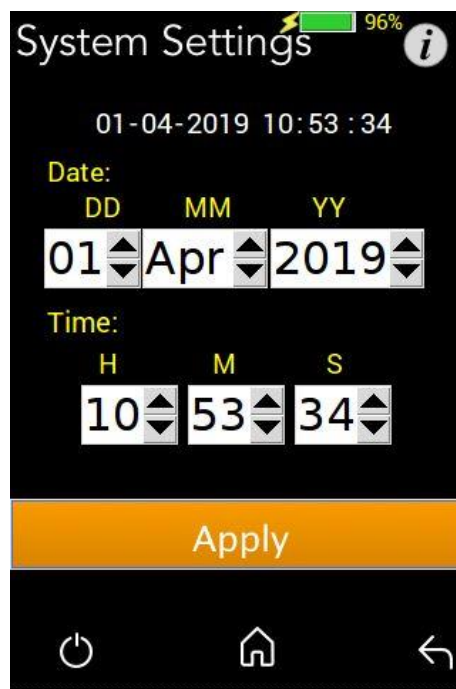 96%
System Settings
i
01-04-2019 10:53:34
Date:
DD MM YY
01 Apr 2019
Time:
H M S
10 53 34
Apply